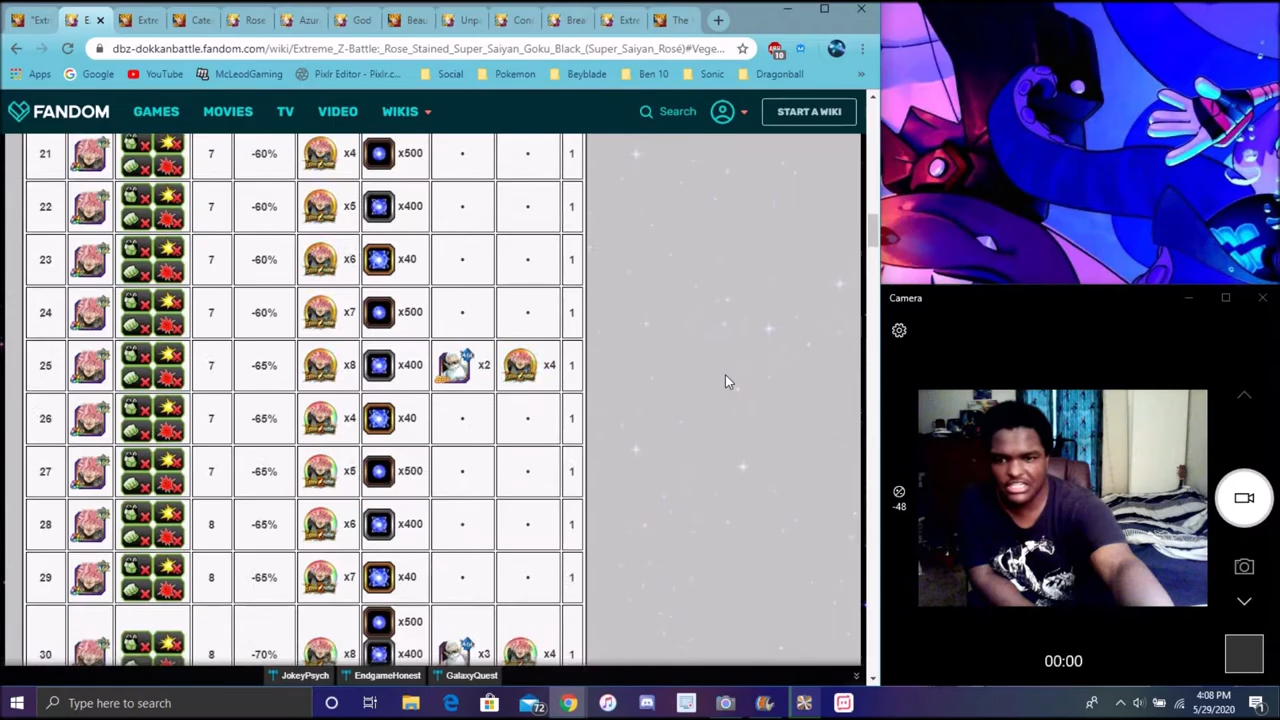 "Extr
E
Extre
Cate
Rose
Azur
God
Beau
Unp
Con
Brea
Extre
The
dbz-dokkanbattle.fandom.com/wiki/Extreme_Z-Battle:_Rose_Stained_Super_Saiyan_Goku_Black_(Super_Saiyan_Rosé)#Vege...
10
Apps
Google
YouTube
McLeodGaming
Pixlr Editor - Pixlr.c...
Social
Pokemon
Beyblade
Ben 10
Sonic
Dragonball
»
FANDOM
GAMES
MOVIES
TV
VIDEO
WIKIS
Search
START A WIKI
21 7 -60% x4 x500 • • 1
22 7 -60% x5 x400 • • 1
23 7 -60% x6 x40 • • 1
24 7 -60% x7 x500 • • 1
25 7 -65% x8 x400 x2 x4 1
26 7 -65% x4 x40 • • 1
27 7 -65% x5 x500 • • 1
28 8 -65% x6 x400 • • 1
29 8 -65% x7 x40 • • 1
x500
30 8 -70% x8 x400 x3 x4 1
JokeyPsych
EndgameHonest
GalaxyQuest
Camera
-48
00:00
Type here to search
72
4:08 PM
5/29/2020